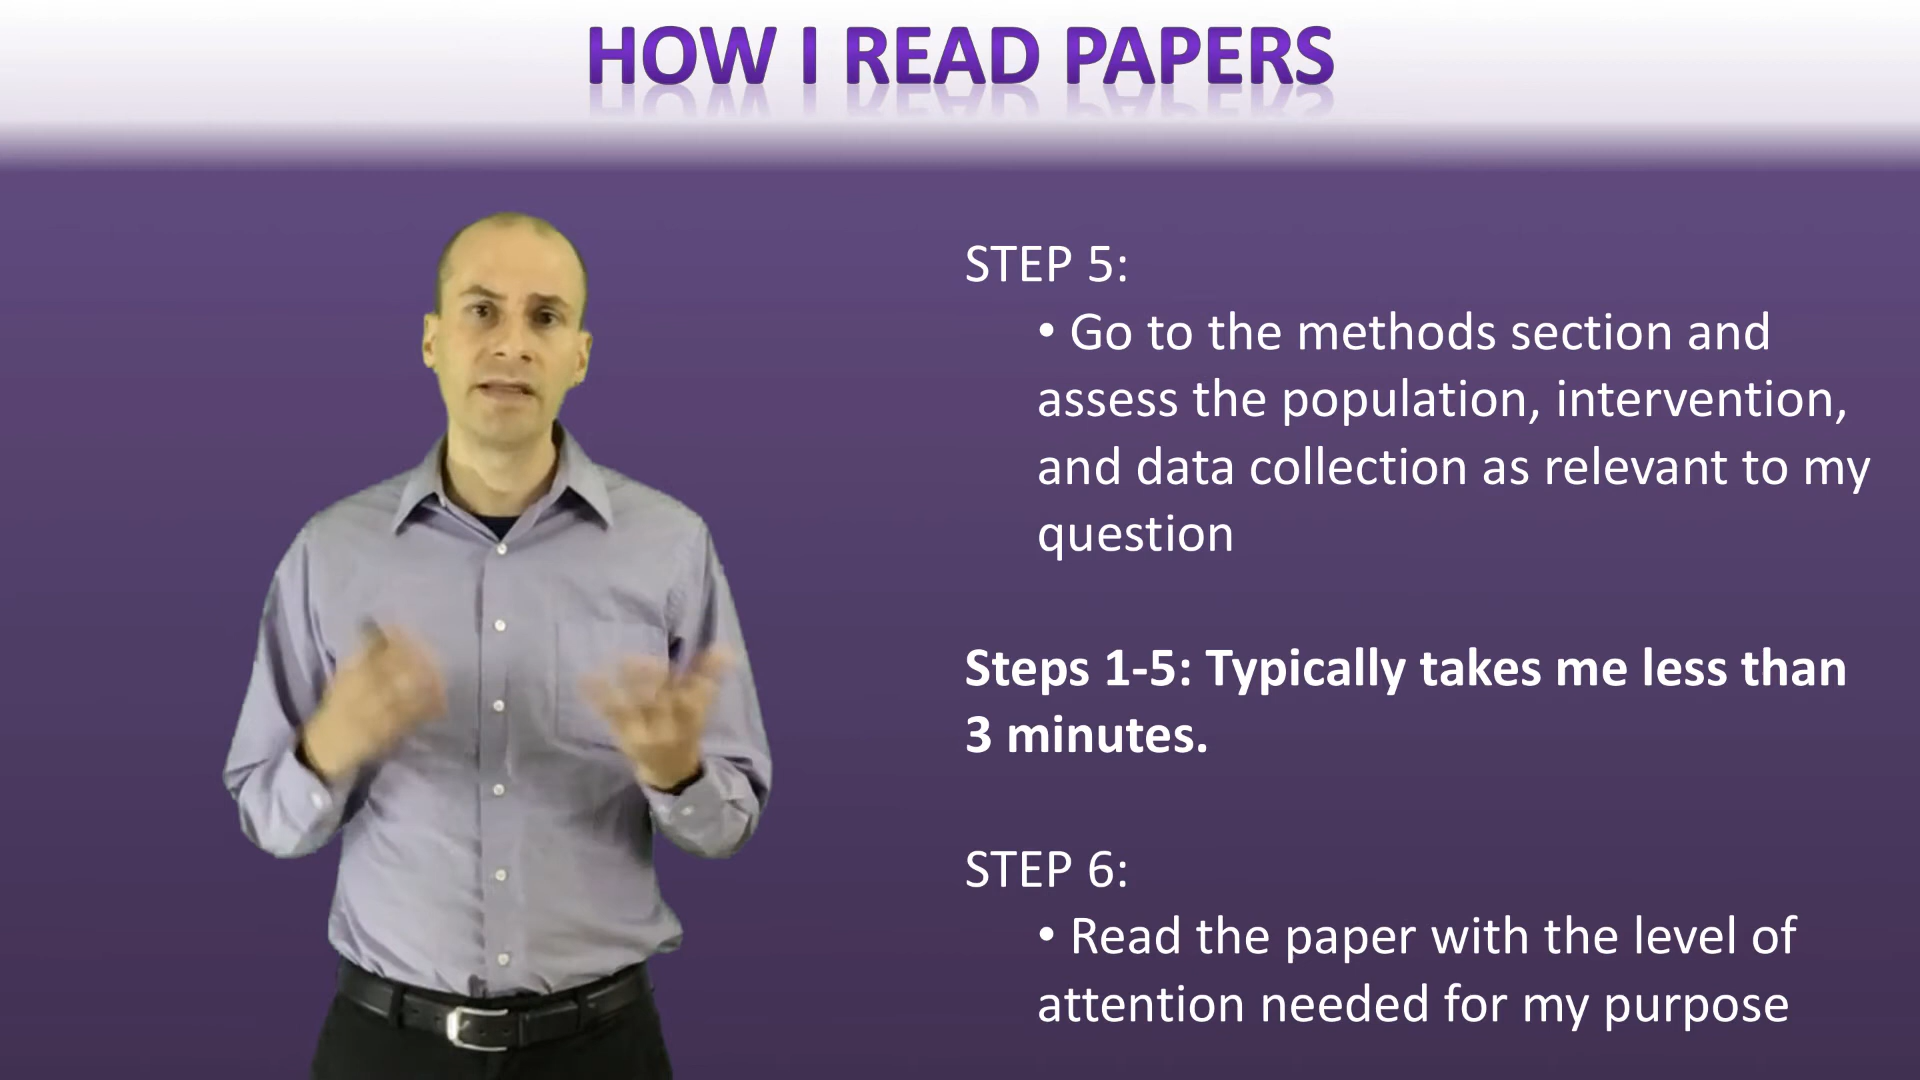 HOW I READ PAPERS
STEP 5:
• Go to the methods section and
assess the population, intervention,
and data collection as relevant to my
question
Steps 1-5: Typically takes me less than
3 minutes.
STEP 6:
• Read the paper with the level of
attention needed for my purpose